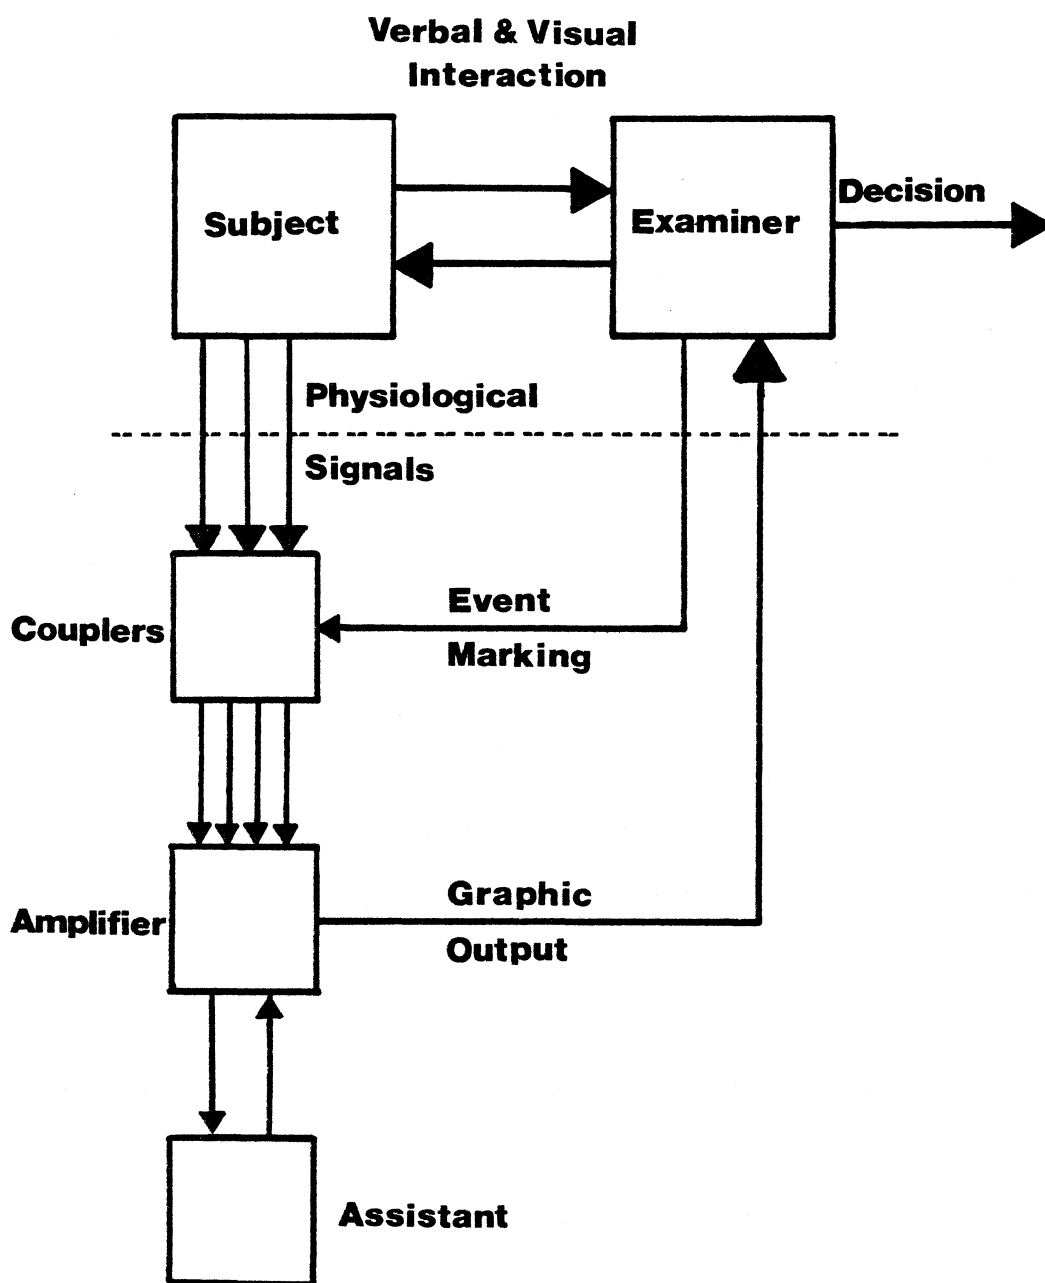 Verbal & Visual
Interaction
Subject
Examiner
Decision
Physiological
Signals
Couplers
Event
Marking
Amplifier
Graphic
Output
Assistant